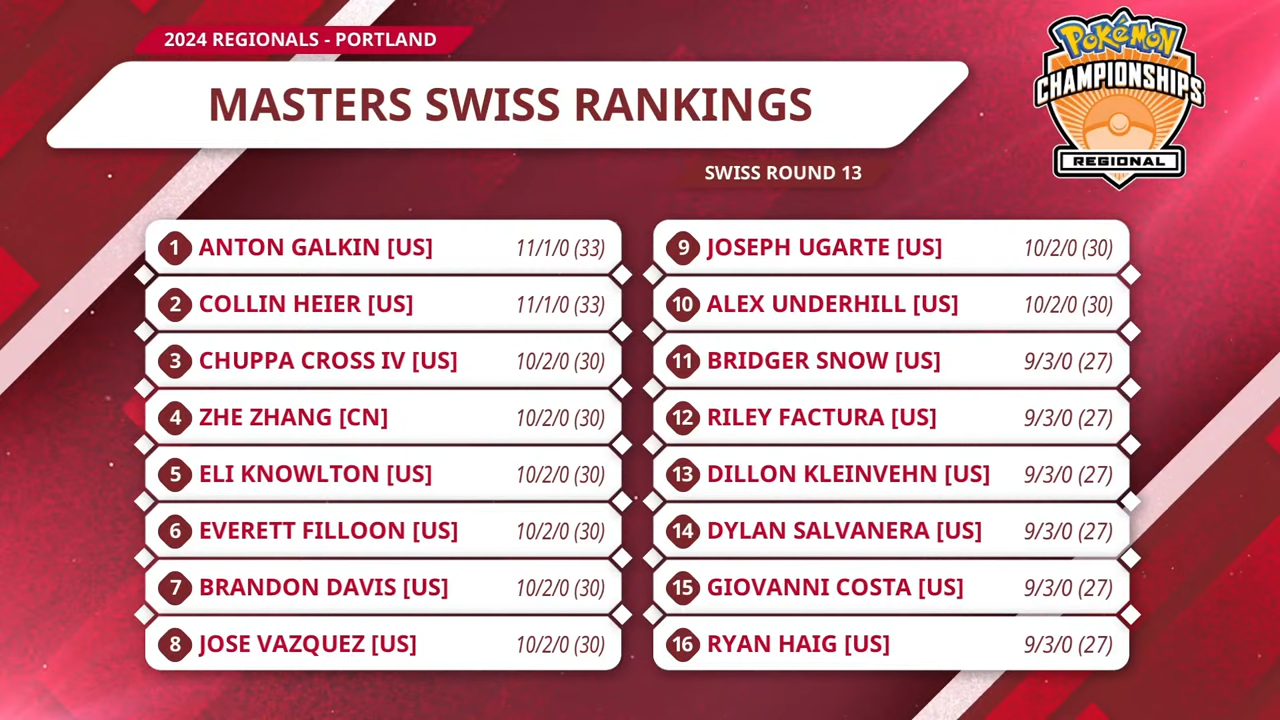 2024 REGIONALS - PORTLAND
MASTERS SWISS RANKINGS
SWISS ROUND 13
POKÉMON
CHAMPIONSHIPS
REGIONAL
1 ANTON GALKIN [US] 11/1/0 (33)
2 COLLIN HEIER [US] 11/1/0 (33)
3 CHUPPA CROSS IV [US] 10/2/0 (30)
4 ZHE ZHANG [CN] 10/2/0 (30)
5 ELI KNOWLTON [US] 10/2/0 (30)
6 EVERETT FILLOON [US] 10/2/0 (30)
7 BRANDON DAVIS [US] 10/2/0 (30)
8 JOSE VAZQUEZ [US] 10/2/0 (30)
9 JOSEPH UGARTE [US] 10/2/0 (30)
10 ALEX UNDERHILL [US] 10/2/0 (30)
11 BRIDGER SNOW [US] 9/3/0 (27)
12 RILEY FACTURA [US] 9/3/0 (27)
13 DILLON KLEINVEHN [US] 9/3/0 (27)
14 DYLAN SALVANERA [US] 9/3/0 (27)
15 GIOVANNI COSTA [US] 9/3/0 (27)
16 RYAN HAIG [US] 9/3/0 (27)